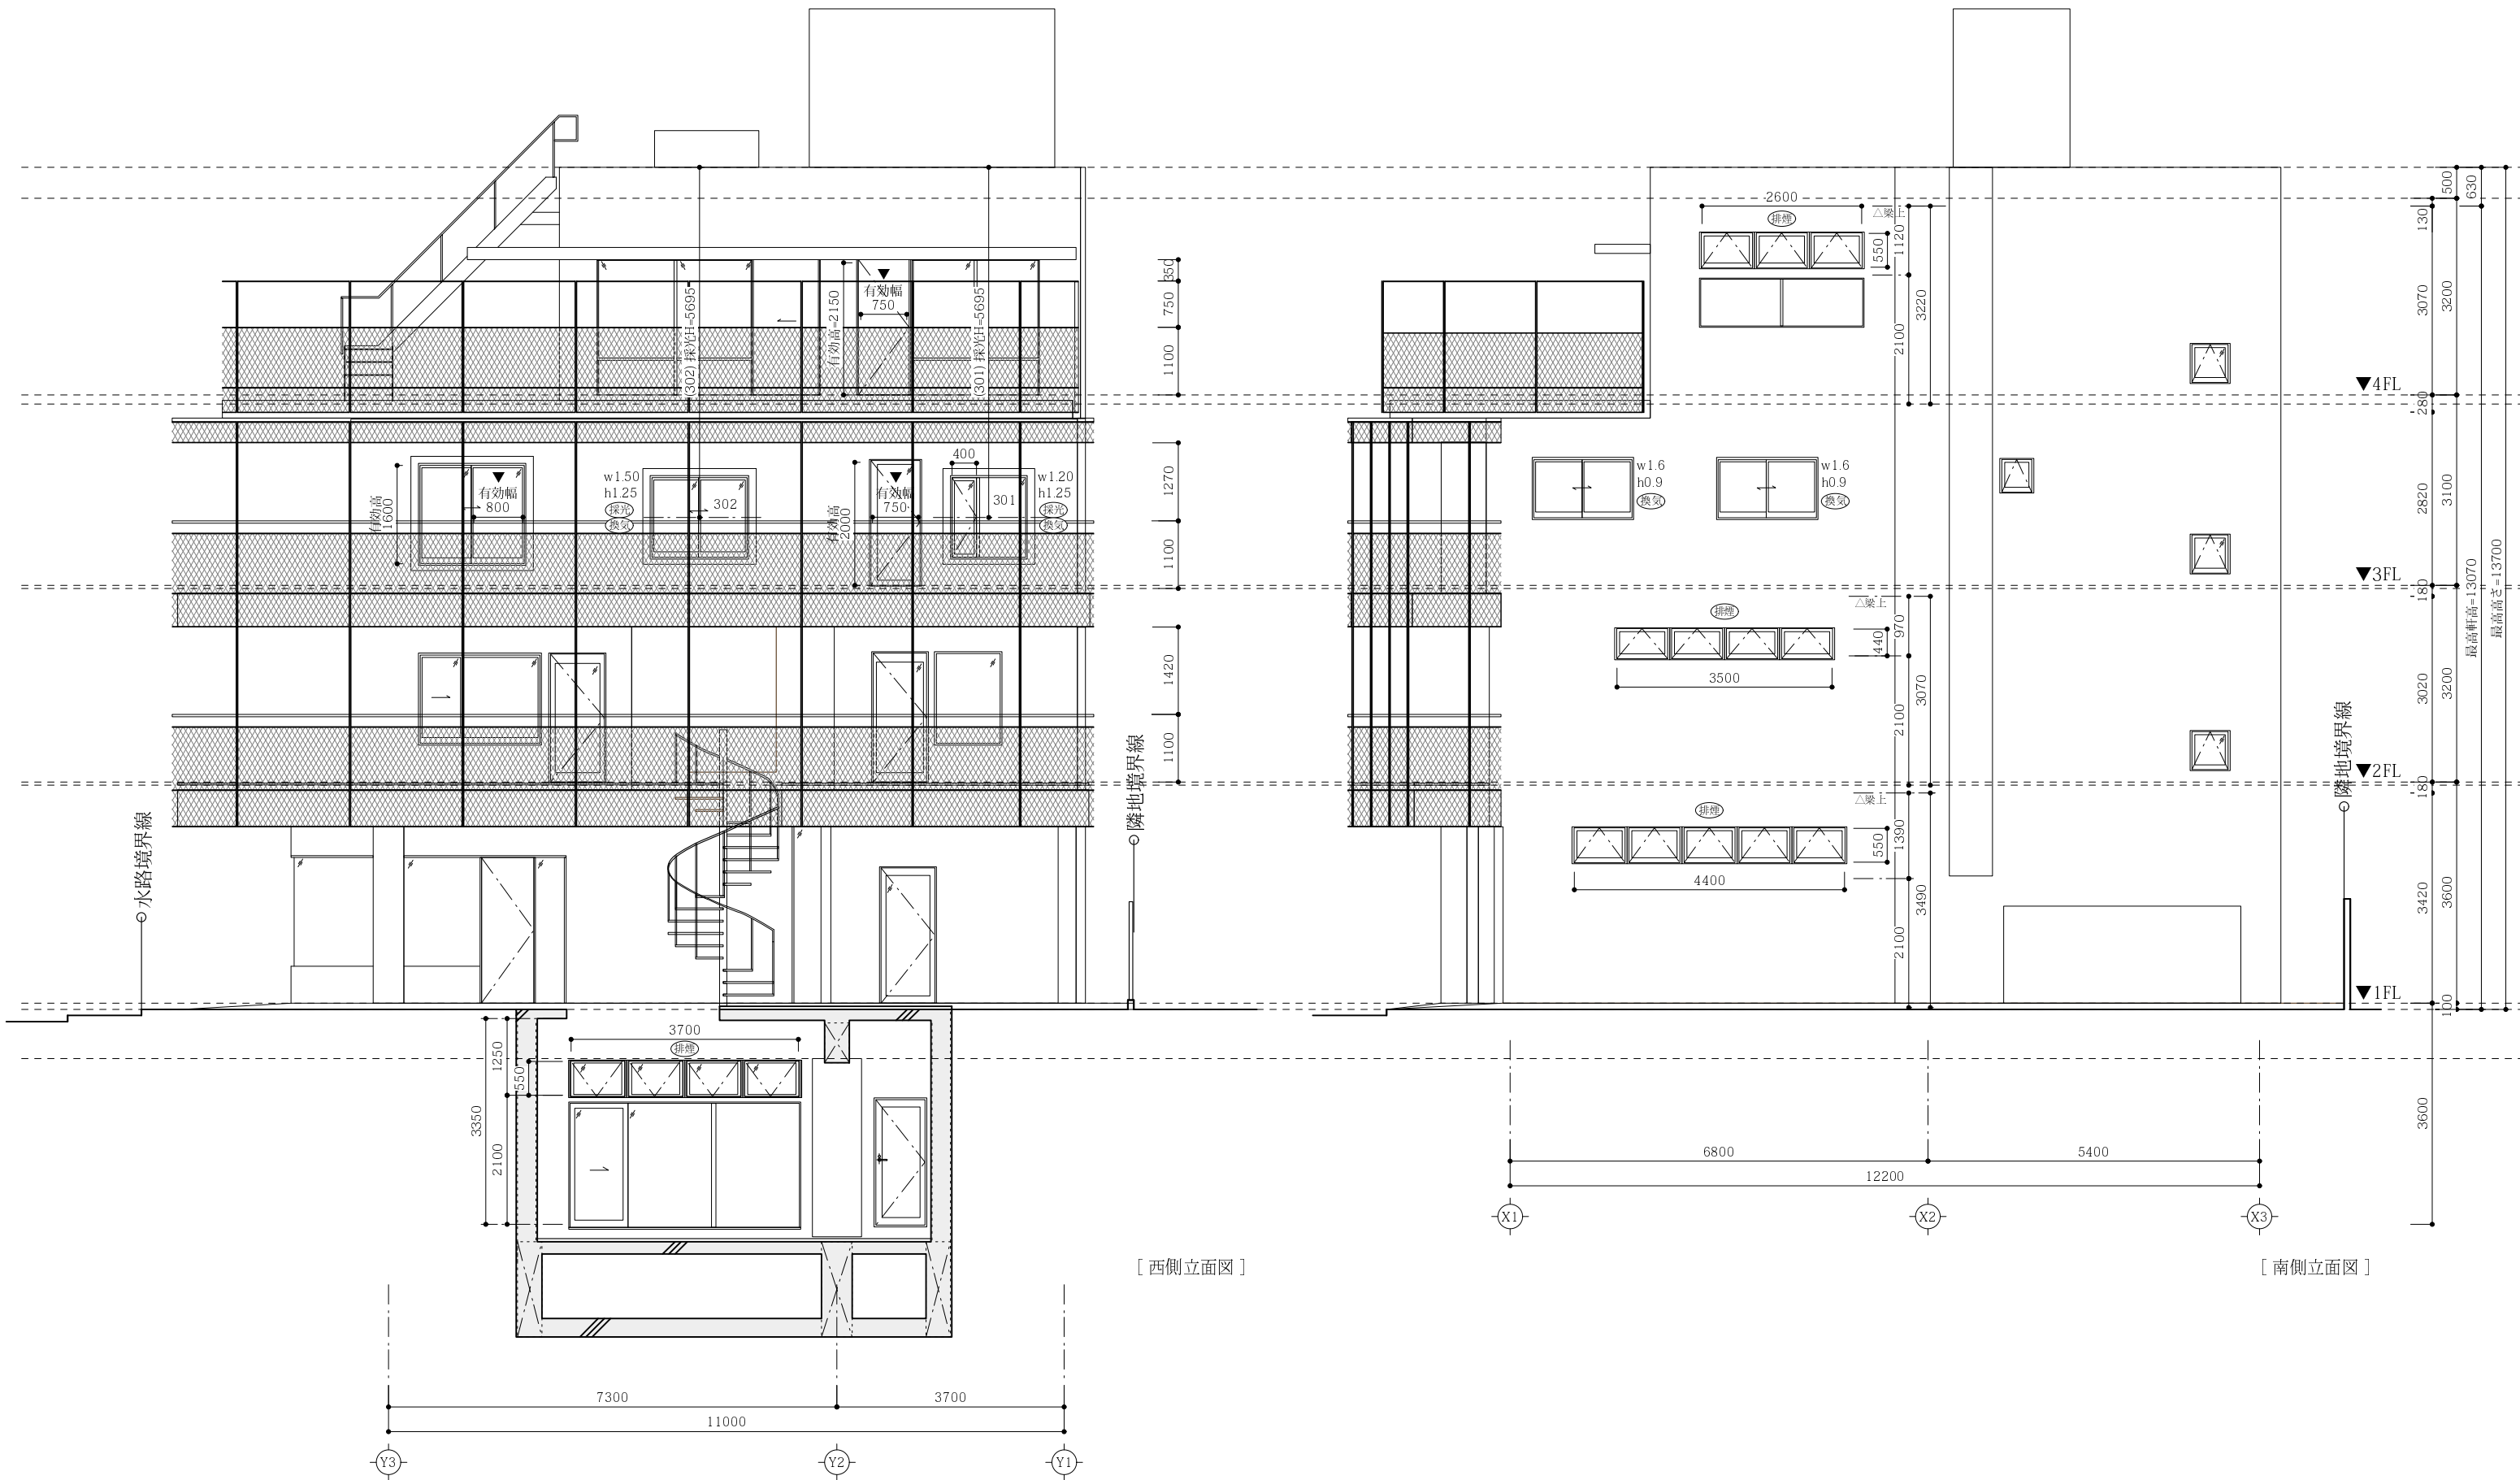 2600
△梁上
排煙
550
1120
2100
3220
500
630
130
3070
3200
▼4FL
280
有効幅
750
有効高=2150
(302) 採光H=5695
(301) 採光H=5695
350
750
1100
有効高
1600
有効幅
800
w1.50
h1.25
採光
換気
302
有効高
2000
有効幅
750
400
301
w1.20
h1.25
採光
換気
1270
1100
w1.6
h0.9
換気
w1.6
h0.9
換気
2820
3100
▼3FL
180
最高軒高=13070
最高高さ=13700
△梁上
排煙
440
970
3500
2100
3070
1420
1100
3020
3200
隣地境界線
隣地境界線
▼2FL
180
水路境界線
△梁上
排煙
550
1390
4400
2100
3490
3420
3600
▼1FL
100
3700
排煙
1250
550
3350
2100
3600
6800
5400
12200
X1
X2
X3
[ 西側立面図 ]
[ 南側立面図 ]
7300
3700
11000
Y3
Y2
Y1